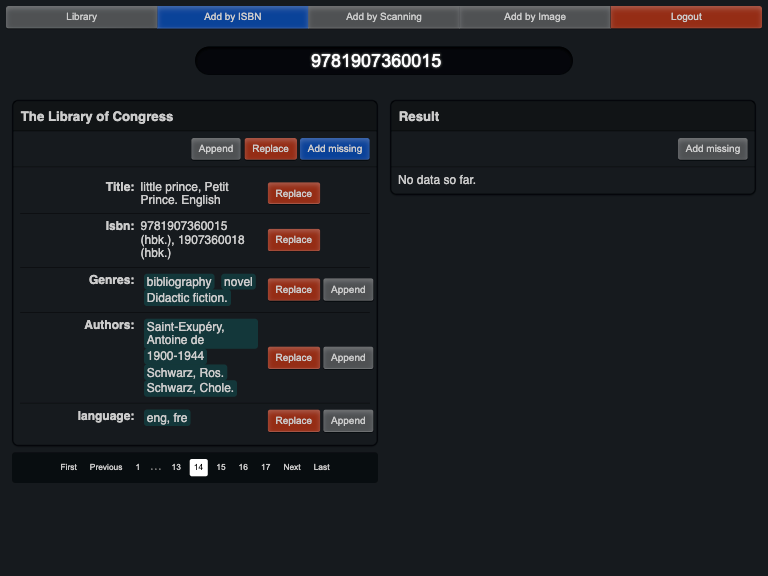 Library Add by ISBN Add by Scanning Add by Image Logout
9781907360015
The Library of Congress
Append Replace Add missing
Title: little prince, Petit Prince. English Replace
Isbn: 9781907360015 (hbk.), 1907360018 (hbk.) Replace
Genres: bibliography novel Didactic fiction. Replace Append
Authors: Saint-Exupéry, Antoine de 1900-1944 Schwarz, Ros. Schwarz, Chole. Replace Append
language: eng, fre Replace Append
First Previous 1 ... 13 14 15 16 17 Next Last
Result
Add missing
No data so far.